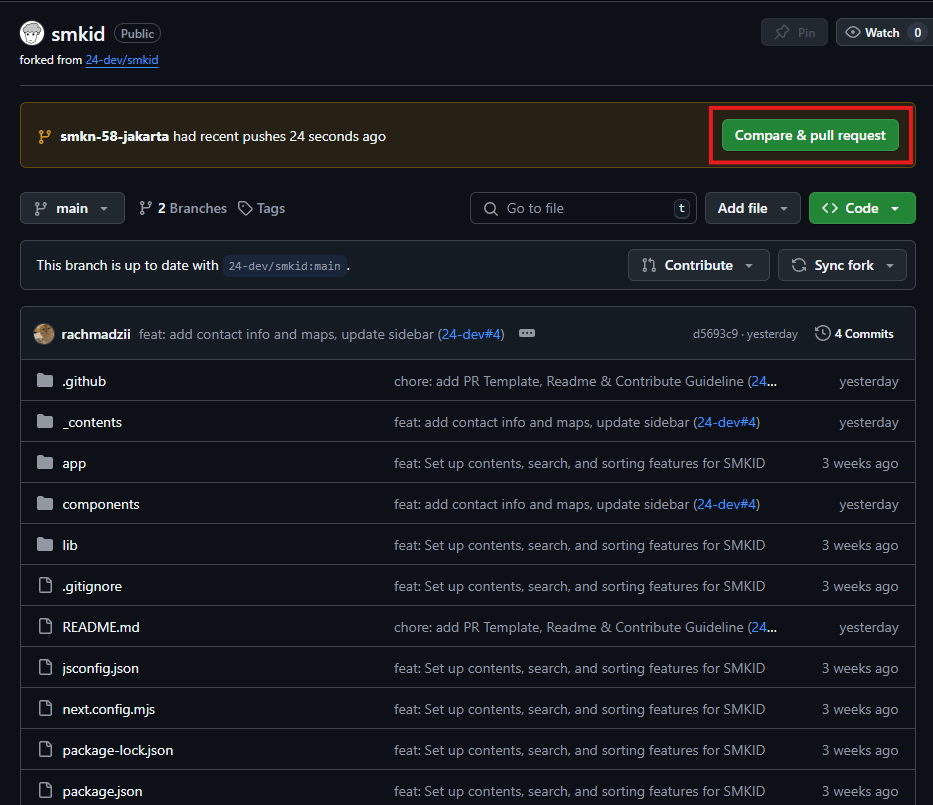 smkid Public Pin Watch 0
forked from 24-dev/smkid
smkn-58-jakarta had recent pushes 24 seconds ago Compare & pull request
main 2 Branches Tags Go to file t Add file Code
This branch is up to date with 24-dev/smkid:main . Contribute Sync fork
rachmadzii feat: add contact info and maps, update sidebar (24-dev#4) d5693c9 · yesterday 4 Commits
.github chore: add PR Template, Readme & Contribute Guideline (24... yesterday
_contents feat: add contact info and maps, update sidebar (24-dev#4) yesterday
app feat: Set up contents, search, and sorting features for SMKID 3 weeks ago
components feat: add contact info and maps, update sidebar (24-dev#4) yesterday
lib feat: Set up contents, search, and sorting features for SMKID 3 weeks ago
.gitignore feat: Set up contents, search, and sorting features for SMKID 3 weeks ago
README.md chore: add PR Template, Readme & Contribute Guideline (24... yesterday
jsconfig.json feat: Set up contents, search, and sorting features for SMKID 3 weeks ago
next.config.mjs feat: Set up contents, search, and sorting features for SMKID 3 weeks ago
package-lock.json feat: Set up contents, search, and sorting features for SMKID 3 weeks ago
package.json feat: Set up contents, search, and sorting features for SMKID 3 weeks ago